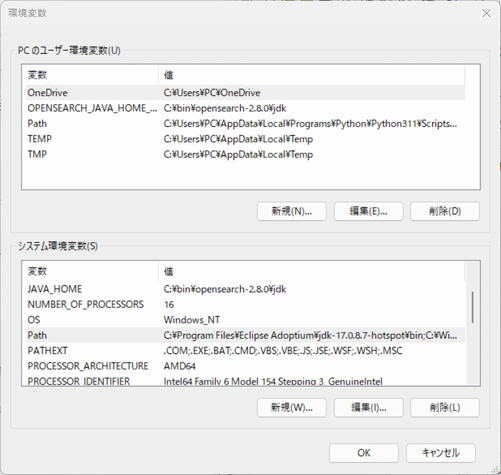 環境変数
PC のユーザー環境変数(U)
変数 値
OneDrive C:¥Users¥PC¥OneDrive
OPENSEARCH_JAVA_HOME_... C:¥bin¥opensearch-2.8.0¥jdk
Path C:¥Users¥PC¥AppData¥Local¥Programs¥Python¥Python311¥Scripts...
TEMP C:¥Users¥PC¥AppData¥Local¥Temp
TMP C:¥Users¥PC¥AppData¥Local¥Temp
新規(N)... 編集(E)... 削除(D)
システム環境変数(S)
変数 値
JAVA_HOME C:¥bin¥opensearch-2.8.0¥jdk
NUMBER_OF_PROCESSORS 16
OS Windows_NT
Path C:¥Program Files¥Eclipse Adoptium¥jdk-17.0.8.7-hotspot¥bin;C:¥Wi...
PATHEXT .COM;.EXE;.BAT;.CMD;.VBS;.VBE;.JS;.JSE;.WSF;.WSH;.MSC
PROCESSOR_ARCHITECTURE AMD64
PROCESSOR_IDENTIFIER Intel64 Family 6 Model 154 Stepping 3, GenuineIntel
新規(W)... 編集(I)... 削除(L)
OK キャンセル